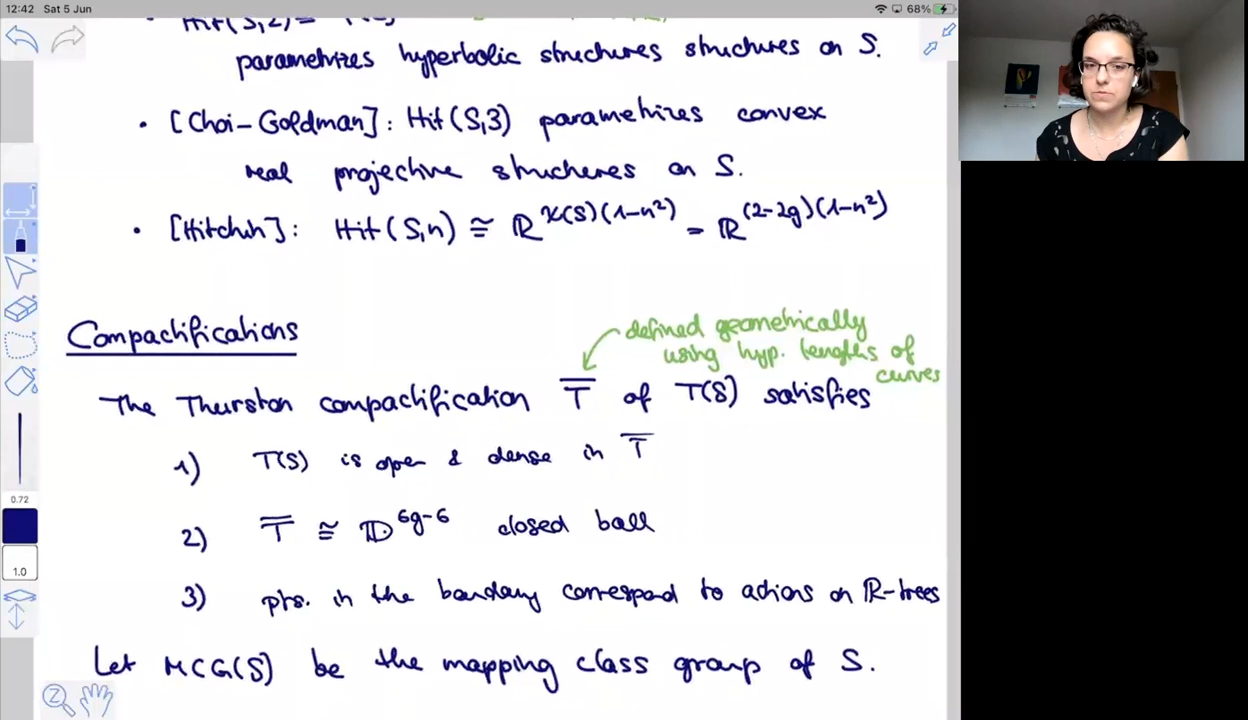 12:42 Sat 5 Jun
68%
Hit(S,2) =
parametrizes hyperbolic structures structures on S.
• [Choi-Goldman]: Hit(S,3) parametrizes convex
real projective structures on S.
• [Hitchin]: Hit(S,n) ≅ ℝ^χ(S)(1-n²) = ℝ^(2-2g)(1-n²)
Compactifications
defined geometrically
using hyp. lengths of
curves
The Thurston compactification T̅ of T(S) satisfies
1) T(S) is open & dense in T̅
2) T̅ ≅ 𝔻^6g-6 closed ball
3) pts. in the boundary correspond to actions on ℝ-trees
Let MCG(S) be the mapping class group of S.
0.72
1.0
Z